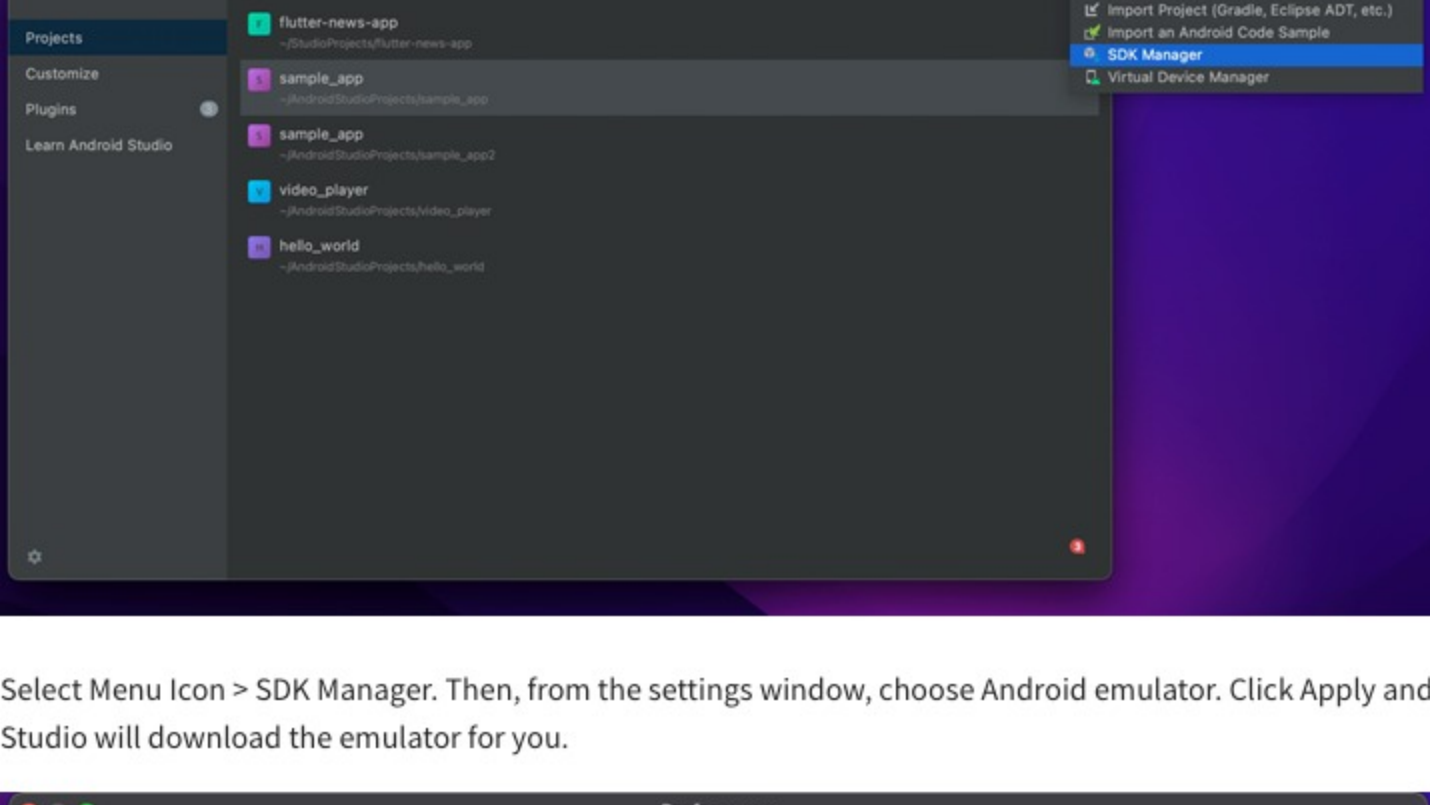 flutter-news-app
~/StudioProjects/flutter-news-app
Projects
Customize
Plugins 3
Learn Android Studio
S sample_app
~/AndroidStudioProjects/sample_app
S sample_app
~/AndroidStudioProjects/sample_app2
V video_player
~/AndroidStudioProjects/video_player
H hello_world
~/AndroidStudioProjects/hello_world
Import Project (Gradle, Eclipse ADT, etc.)
Import an Android Code Sample
SDK Manager
Virtual Device Manager
3
Select Menu Icon > SDK Manager. Then, from the settings window, choose Android emulator. Click Apply and
Studio will download the emulator for you.